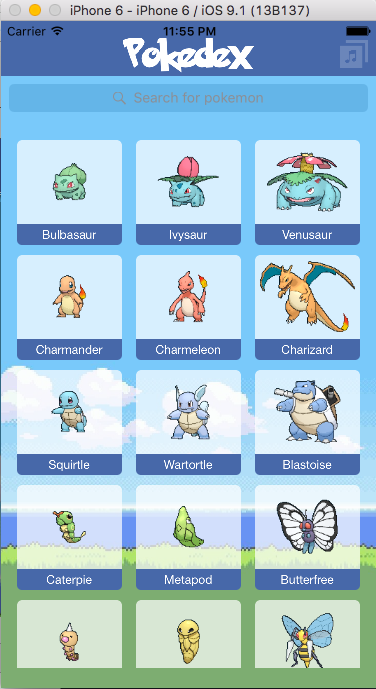 iPhone 6 - iPhone 6 / iOS 9.1 (13B137)
Carrier 11:55 PM
Pokedex
Search for pokemon
Bulbasaur Ivysaur Venusaur
Charmander Charmeleon Charizard
Squirtle Wartortle Blastoise
Caterpie Metapod Butterfree